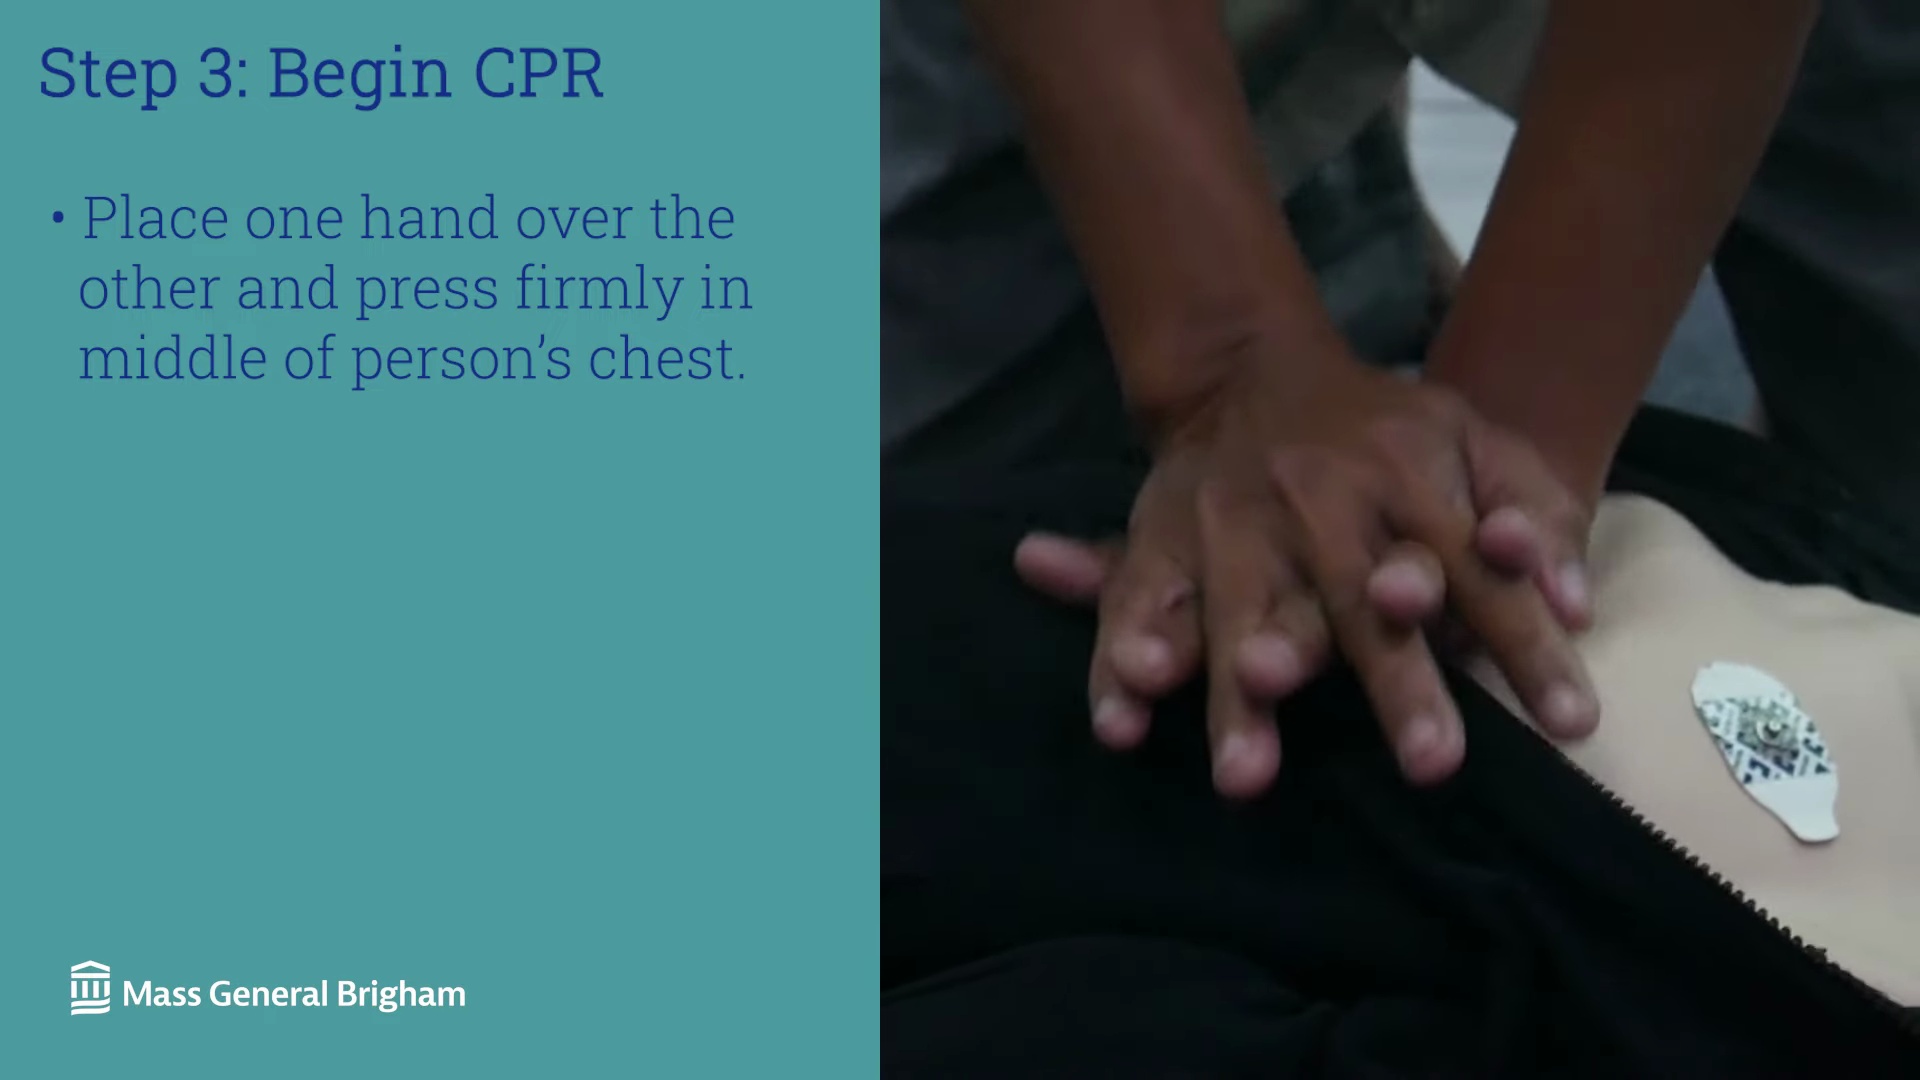 Step 3: Begin CPR
• Place one hand over the
other and press firmly in
middle of person’s chest.
Mass General Brigham